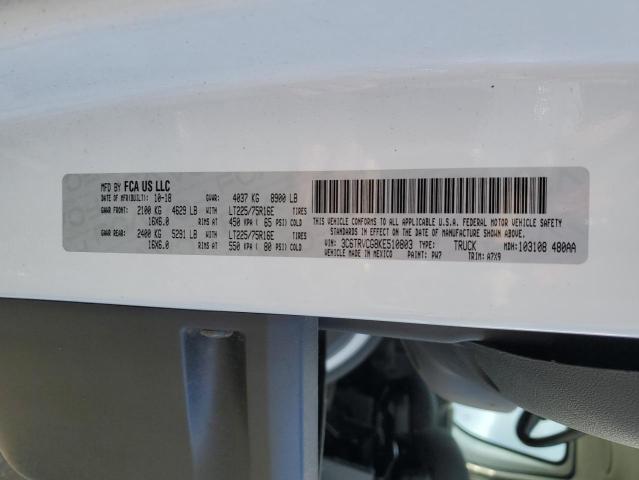 MFD BY FCA US LLC
DATE OF MFR(BUILT): 10-18 GVWR: 4037 KG 8900 LB
GAWR FRONT: 2100 KG 4629 LB WITH LT225/75R16E TIRES
16X6.0 RIMS AT 450 KPA ( 65 PSI) COLD
GAWR REAR: 2400 KG 5291 LB WITH LT225/75R16E TIRES
16X6.0 RIMS AT 550 KPA ( 80 PSI) COLD
THIS VEHICLE CONFORMS TO ALL APPLICABLE U.S.A. FEDERAL MOTOR VEHICLE SAFETY
STANDARDS IN EFFECT ON THE DATE OF MANUFACTURE SHOWN ABOVE.
VIN: 3C6TRVCG8KE510803 TYPE: TRUCK MDH: 103108 480AA
VEHICLE MADE IN MEXICO PAINT: PW7 TRIM: A7X9